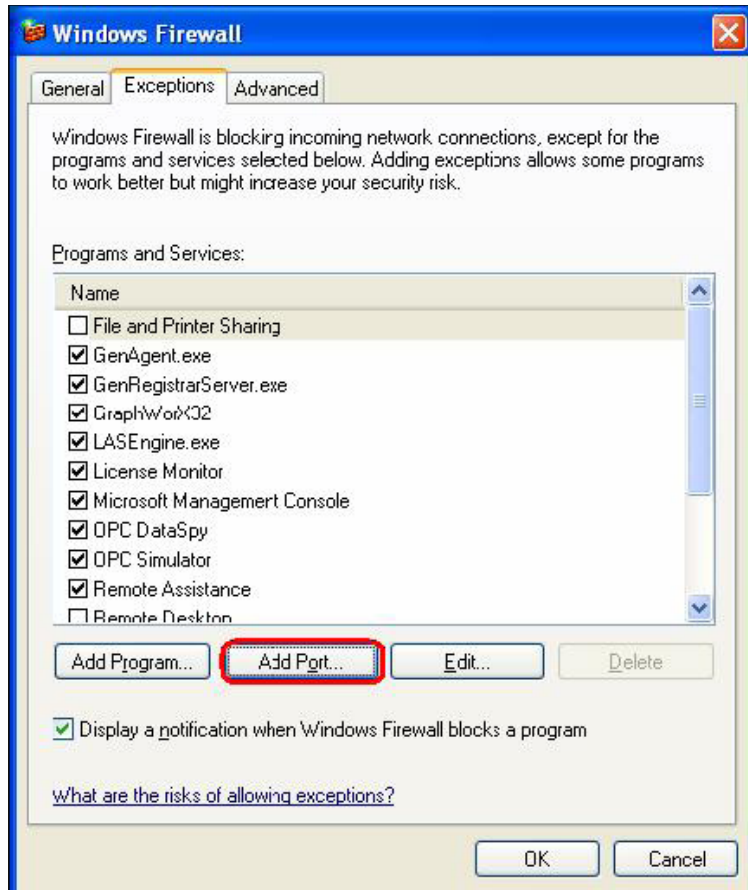 Windows Firewall
General Exceptions Advanced
Windows Firewall is blocking incoming network connections, except for the
programs and services selected below. Adding exceptions allows some programs
to work better but might increase your security risk.
Programs and Services:
Name
File and Printer Sharing
GenAgent.exe
GenRegistrarServer.exe
GraphWorX32
LASEngine.exe
License Monitor
Microsoft Management Console
OPC DataSpy
OPC Simulator
Remote Assistance
Remote Desktop
Add Program... Add Port... Edit... Delete
Display a notification when Windows Firewall blocks a program
What are the risks of allowing exceptions?
OK Cancel